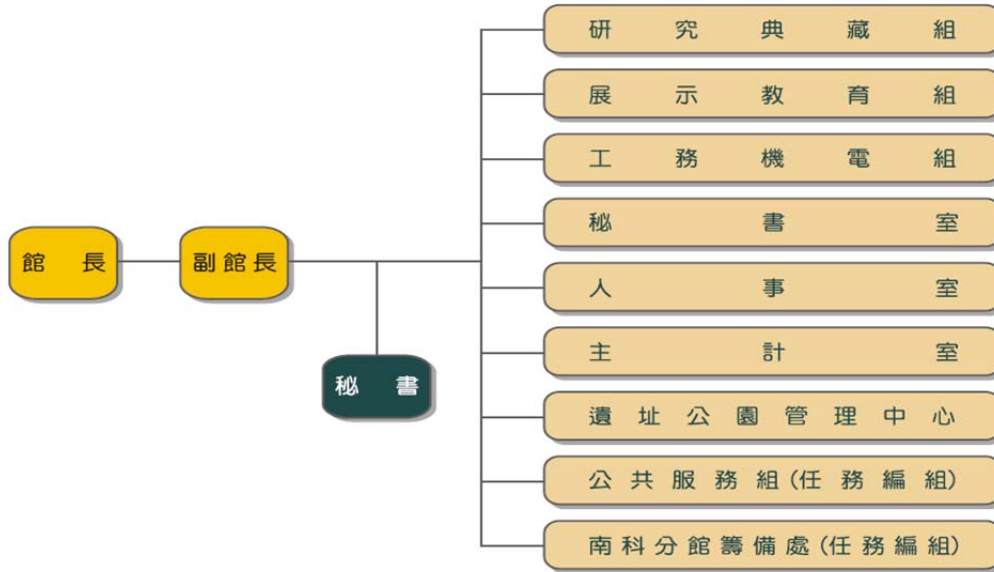 館長
副館長
秘書
研究典藏組
展示教育組
工務機電組
秘書室
人事室
主計室
遺址公園管理中心
公共服務組(任務編組)
南科分館籌備處(任務編組)